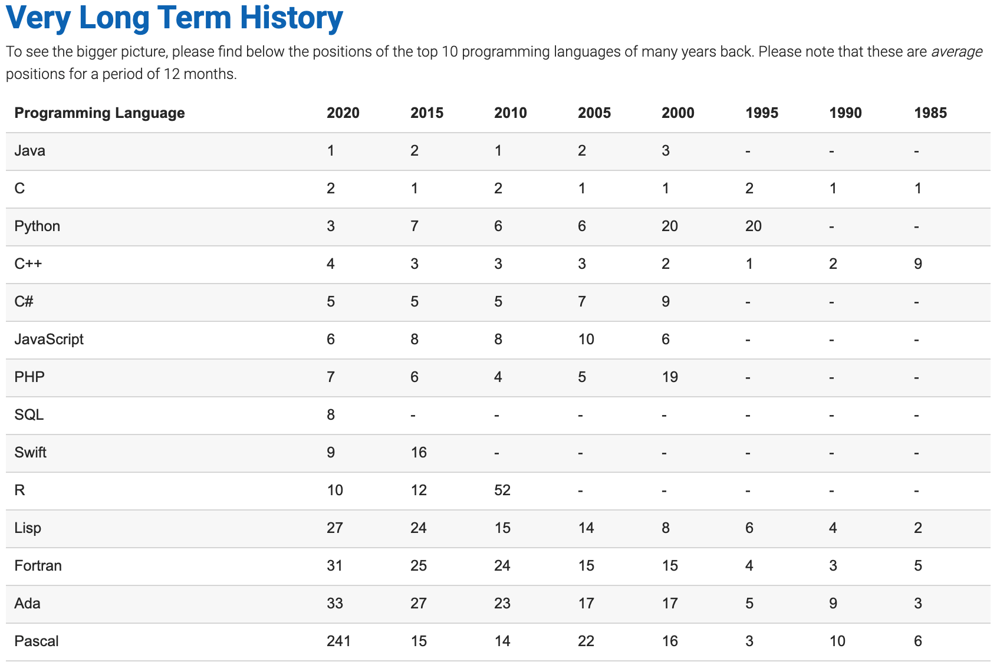 Very Long Term History
To see the bigger picture, please find below the positions of the top 10 programming languages of many years back. Please note that these are average
positions for a period of 12 months.
Programming Language 2020 2015 2010 2005 2000 1995 1990 1985
Java 1 2 1 2 3 - - -
C 2 1 2 1 1 2 1 1
Python 3 7 6 6 20 20 - -
C++ 4 3 3 3 2 1 2 9
C# 5 5 5 7 9 - - -
JavaScript 6 8 8 10 6 - - -
PHP 7 6 4 5 19 - - -
SQL 8 - - - - - - -
Swift 9 16 - - - - - -
R 10 12 52 - - - - -
Lisp 27 24 15 14 8 6 4 2
Fortran 31 25 24 15 15 4 3 5
Ada 33 27 23 17 17 5 9 3
Pascal 241 15 14 22 16 3 10 6